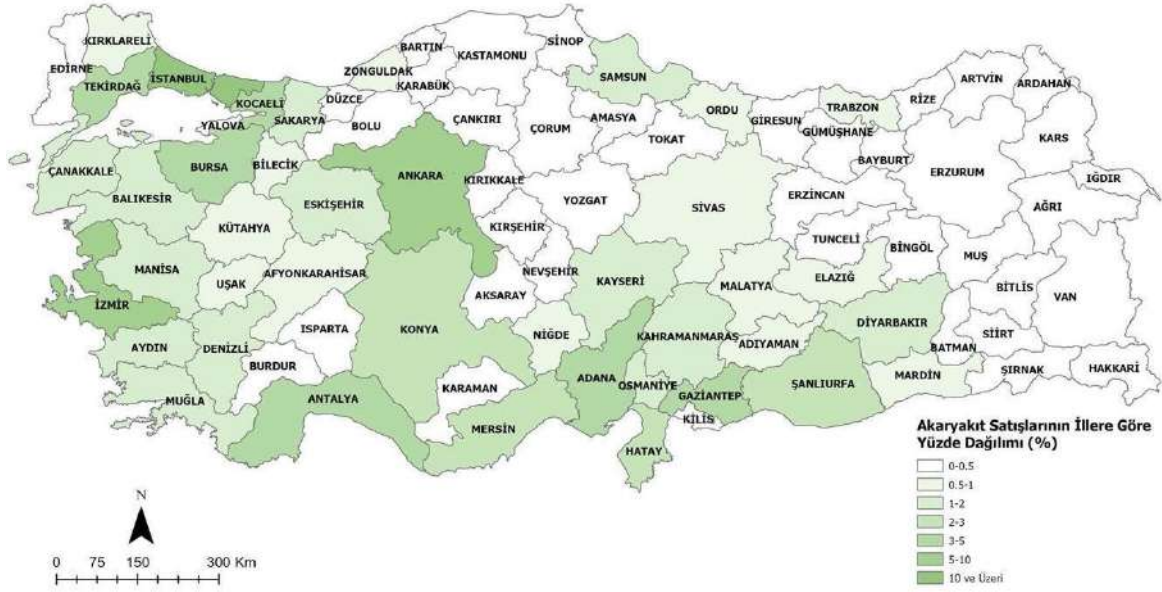 KIRKLARELİ
EDİRNE
TEKİRDAĞ
İSTANBUL
KOCAELİ
YALOVA
SAKARYA
DÜZCE
ZONGULDAK
BARTIN
KARABÜK
KASTAMONU
SİNOP
BOLU
ÇANKIRI
SAMSUN
ÇORUM
AMASYA
TOKAT
ORDU
GİRESUN
TRABZON
GÜMÜŞHANE
RİZE
BAYBURT
ARTVİN
ARDAHAN
KARS
IĞDIR
ERZURUM
AĞRI
ÇANAKKALE
BALIKESİR
BURSA
BİLECİK
ESKİŞEHİR
ANKARA
KIRIKKALE
KIRŞEHİR
YOZGAT
SİVAS
ERZİNCAN
TUNCELİ
BİNGÖL
MUŞ
BİTLİS
VAN
KÜTAHYA
MANİSA
UŞAK
AFYONKARAHİSAR
İZMİR
AYDIN
DENİZLİ
ISPARTA
BURDUR
MUĞLA
ANTALYA
KONYA
AKSARAY
NEVŞEHİR
NİĞDE
KAYSERİ
KARAMAN
MERSİN
ADANA
OSMANİYE
HATAY
KAHRAMANMARAŞ
MALATYA
ELAZIĞ
ADIYAMAN
GAZİANTEP
KİLİS
ŞANLIURFA
DİYARBAKIR
BATMAN
MARDİN
SİİRT
ŞIRNAK
HAKKARİ
Akaryakıt Satışlarının İllere Göre
Yüzde Dağılımı (%)
0-0.5
0.5-1
1-2
2-3
3-5
5-10
10 ve Üzeri
N
0 75 150 300 Km